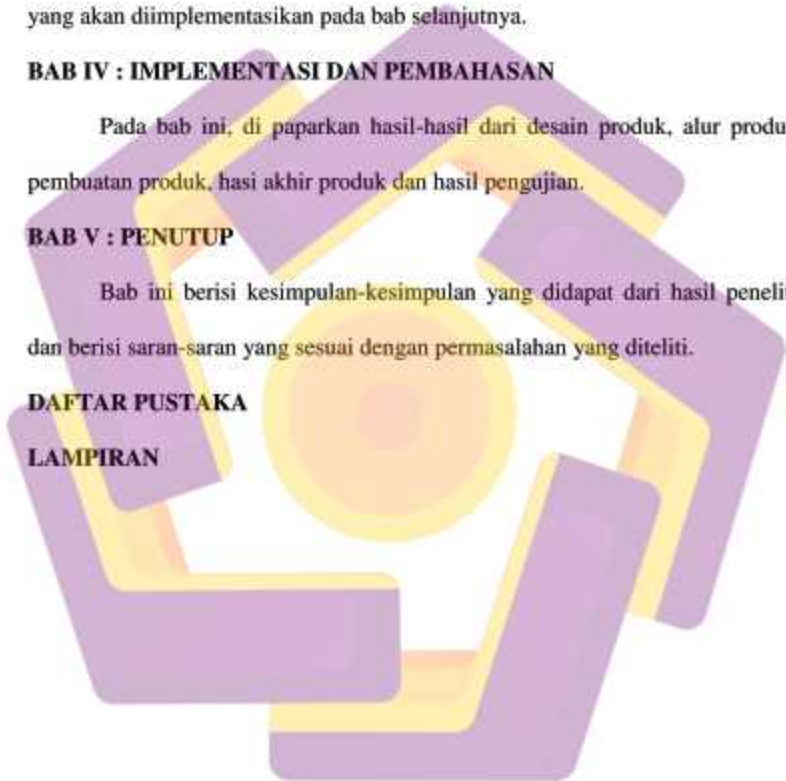 yang akan diimplementasikan pada bab selanjutnya.
BAB IV : IMPLEMENTASI DAN PEMBAHASAN
Pada bab ini, di paparkan hasil-hasil dari desain produk, alur produ
pembuatan produk, hasi akhir produk dan hasil pengujian.
BAB V : PENUTUP
Bab ini berisi kesimpulan-kesimpulan yang didapat dari hasil peneli
dan berisi saran-saran yang sesuai dengan permasalahan yang diteliti.
DAFTAR PUSTAKA
LAMPIRAN